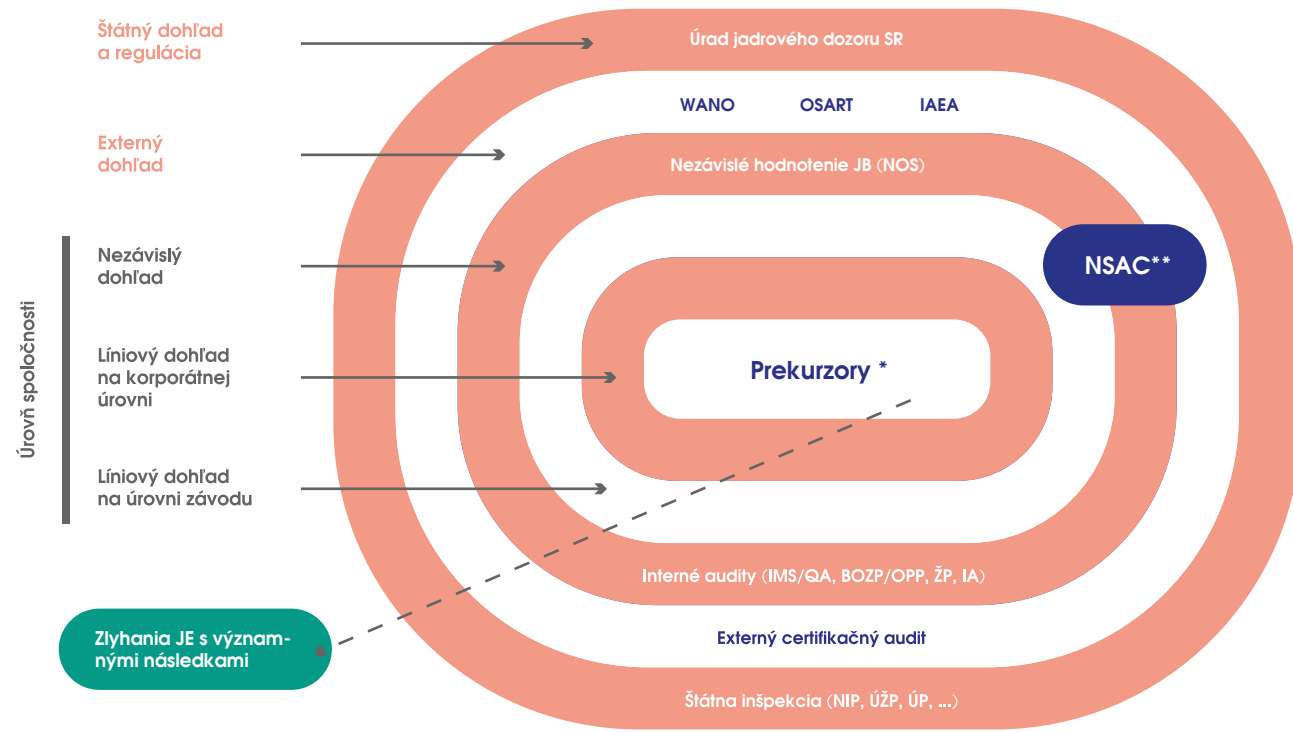 Štátny dohľad
a regulácia
Úrad jadrového dozoru SR
WANO OSART IAEA
Externý
dohľad
Nezávislé hodnotenie JB (NOS)
Nezávislý
dohľad
NSAC**
Úrovň spoločnosti
Líniový dohľad
na korporátnej
úrovni
Prekurzory *
Líniový dohľad
na úrovni závodu
Interné audity (IMS/QA, BOZP/OPP, ŽP, IA)
Zlyhania JE s význam-
nými následkami
Externý certifikačný audit
Štátna inšpekcia (NIP, ÚŽP, ÚP, ...)